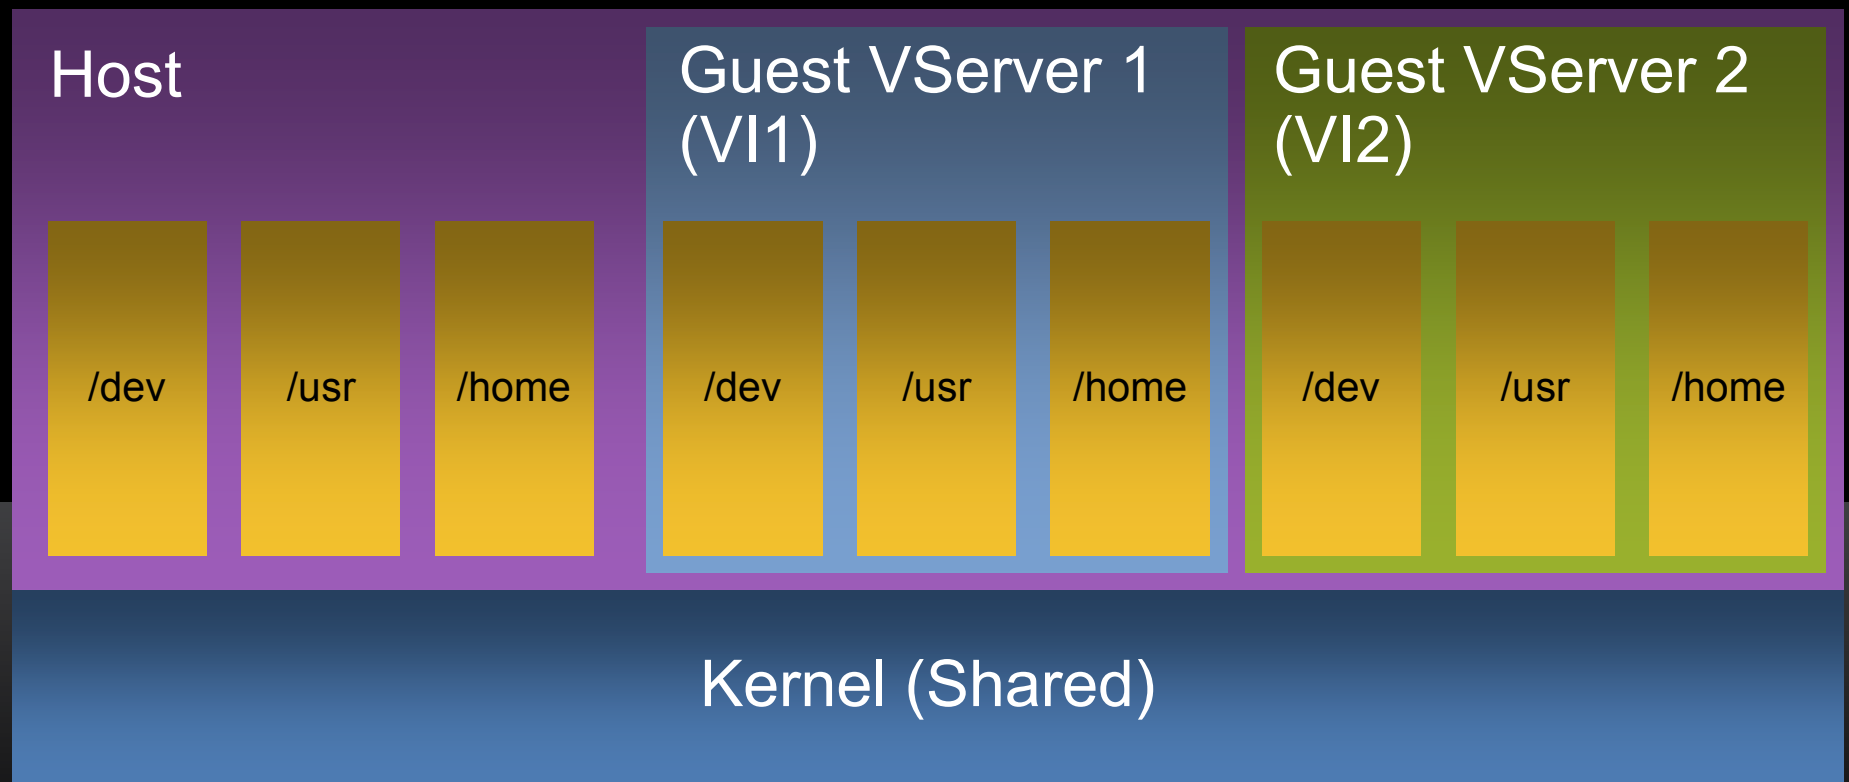 Host
Guest VServer 1
(VI1)
Guest VServer 2
(VI2)
/dev
/usr
/home
/dev
/usr
/home
/dev
/usr
/home
Kernel (Shared)